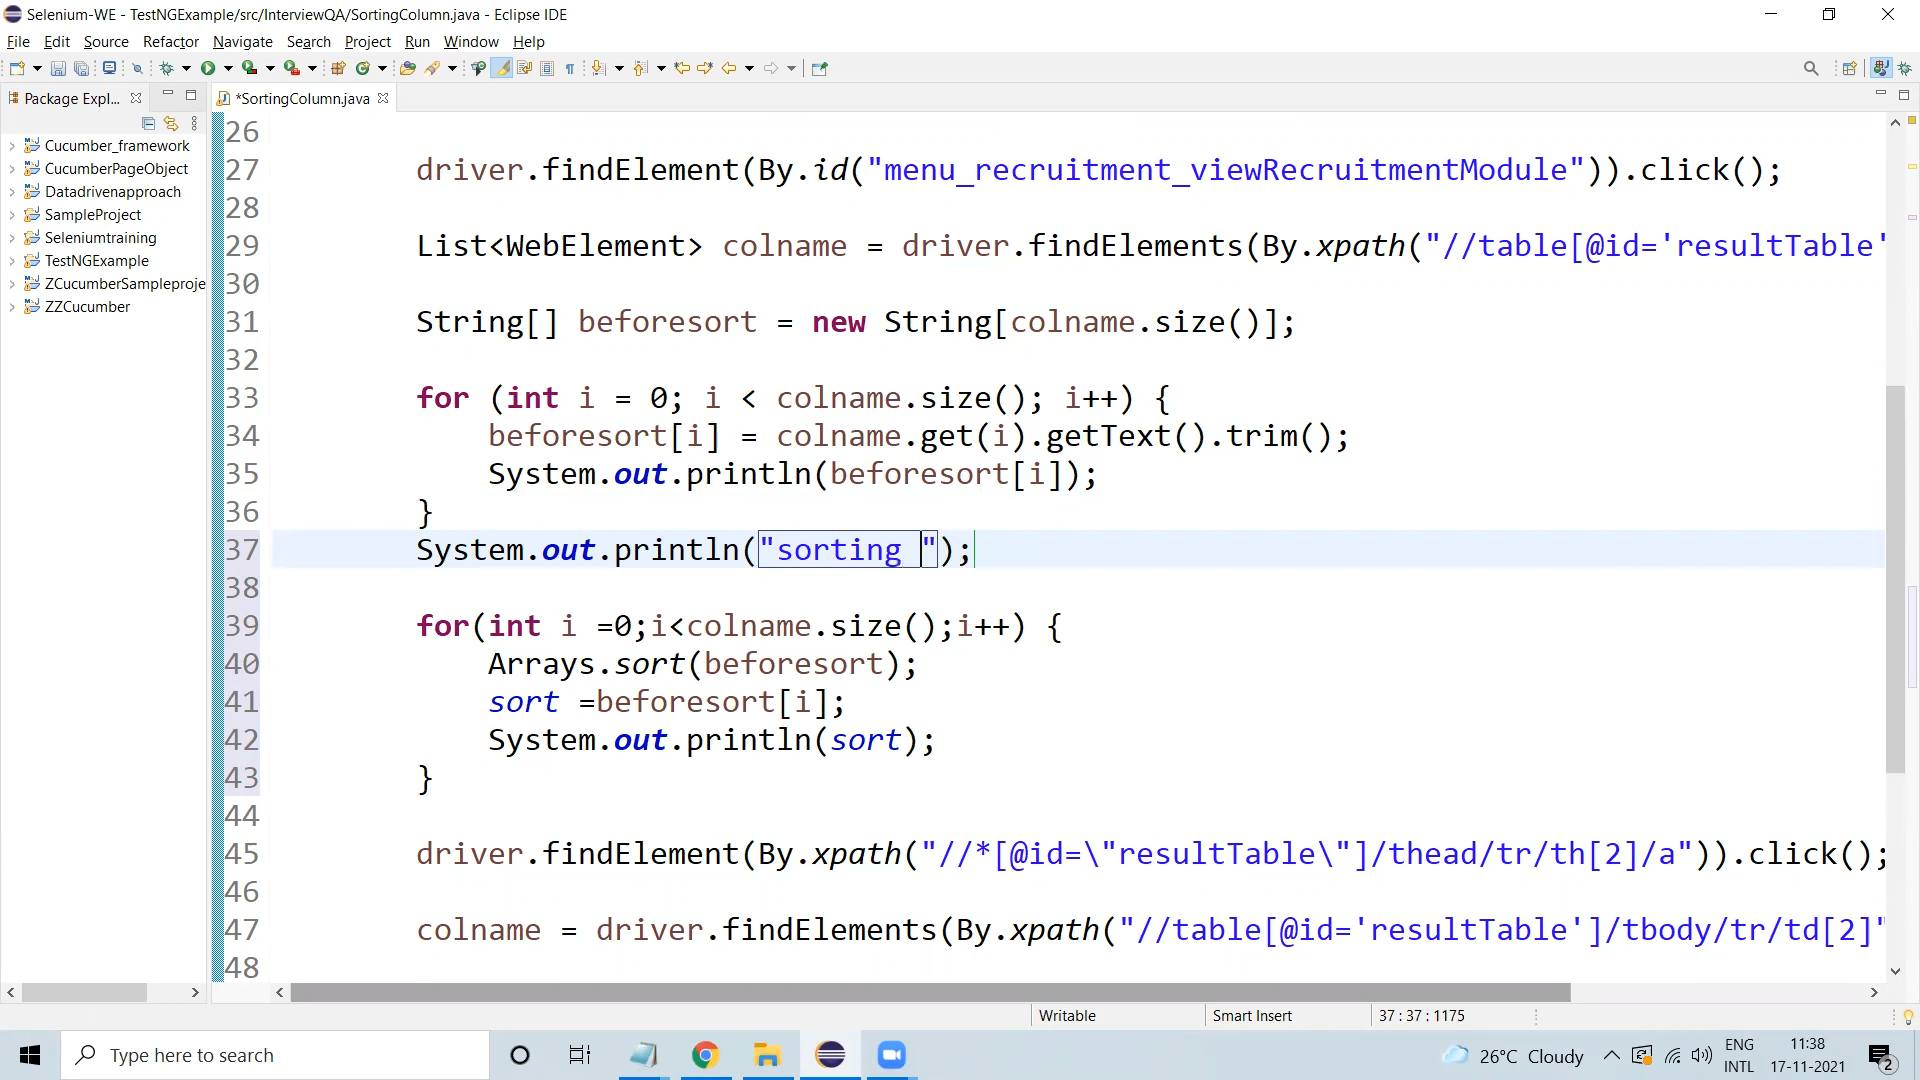 Selenium-WE - TestNGExample/src/InterviewQA/SortingColumn.java - Eclipse IDE
File Edit Source Refactor Navigate Search Project Run Window Help
Package Expl...
*SortingColumn.java
Cucumber_framework
CucumberPageObject
Datadrivenapproach
SampleProject
Seleniumtraining
TestNGExample
ZCucumberSampleproje
ZZCucumber
26
27 driver.findElement(By.id("menu_recruitment_viewRecruitmentModule")).click();
28
29 List<WebElement> colname = driver.findElements(By.xpath("//table[@id='resultTable'
30
31 String[] beforesort = new String[colname.size()];
32
33 for (int i = 0; i < colname.size(); i++) {
34 beforesort[i] = colname.get(i).getText().trim();
35 System.out.println(beforesort[i]);
36 }
37 System.out.println("sorting ");
38
39 for(int i =0;i<colname.size();i++) {
40 Arrays.sort(beforesort);
41 sort =beforesort[i];
42 System.out.println(sort);
43 }
44
45 driver.findElement(By.xpath("//*[@id=\"resultTable\"]/thead/tr/th[2]/a")).click();
46
47 colname = driver.findElements(By.xpath("//table[@id='resultTable']/tbody/tr/td[2]"
48
Writable Smart Insert 37 : 37 : 1175
Type here to search
26°C Cloudy
ENG
INTL
11:38
17-11-2021
2